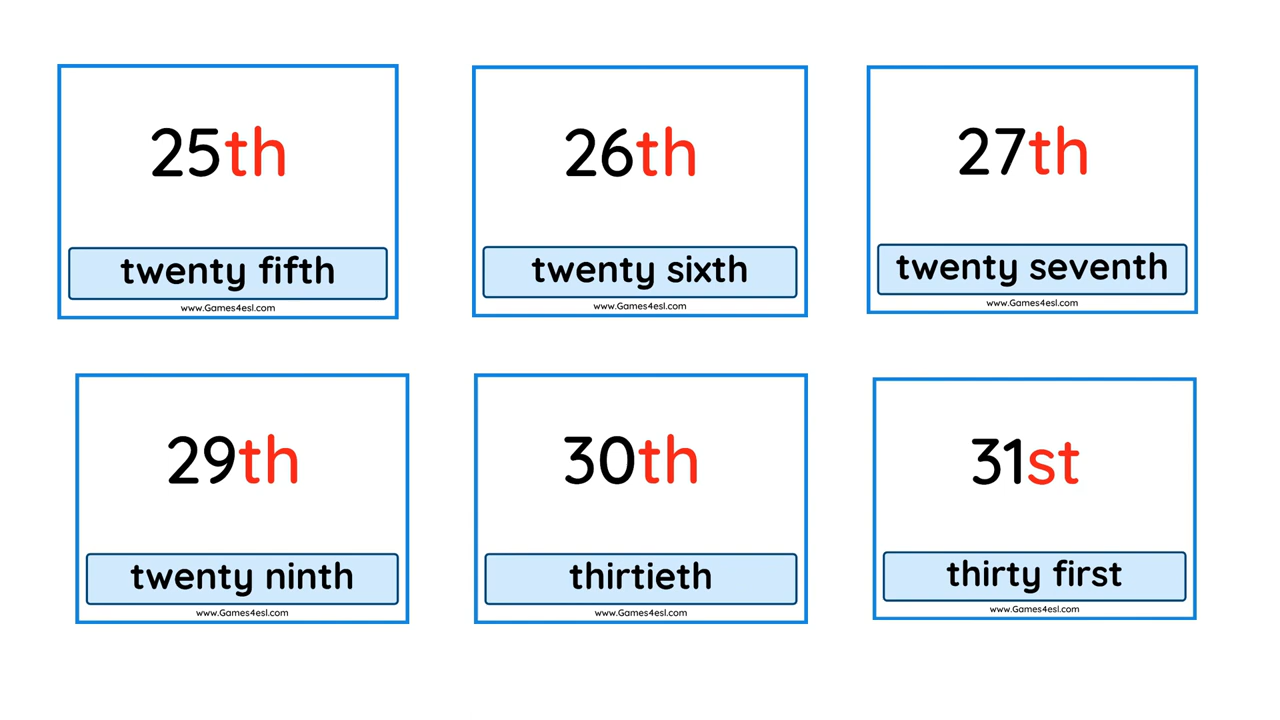 25th
twenty fifth
www.Games4esl.com
26th
twenty sixth
www.Games4esl.com
27th
twenty seventh
www.Games4esl.com
29th
twenty ninth
www.Games4esl.com
30th
thirtieth
www.Games4esl.com
31st
thirty first
www.Games4esl.com